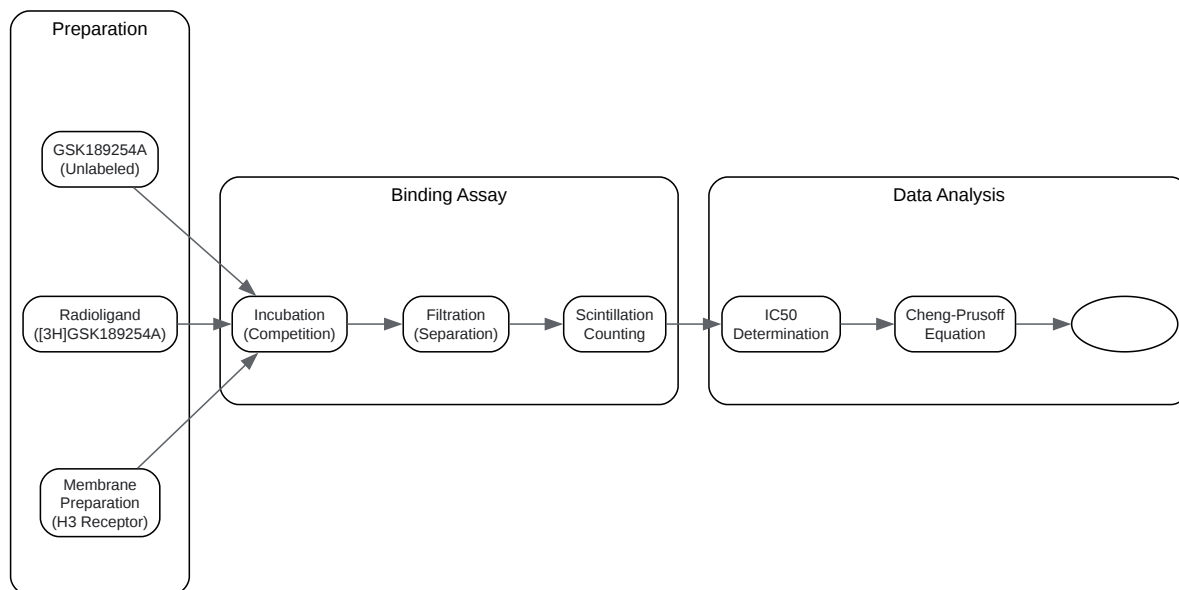 Preparation
GSK189254A
(Unlabeled)
Radioligand
([3H]GSK189254A)
Membrane
Preparation
(H3 Receptor)
Binding Assay
Incubation
(Competition)
Filtration
(Separation)
Scintillation
Counting
Data Analysis
IC50
Determination
Cheng-Prusoff
Equation